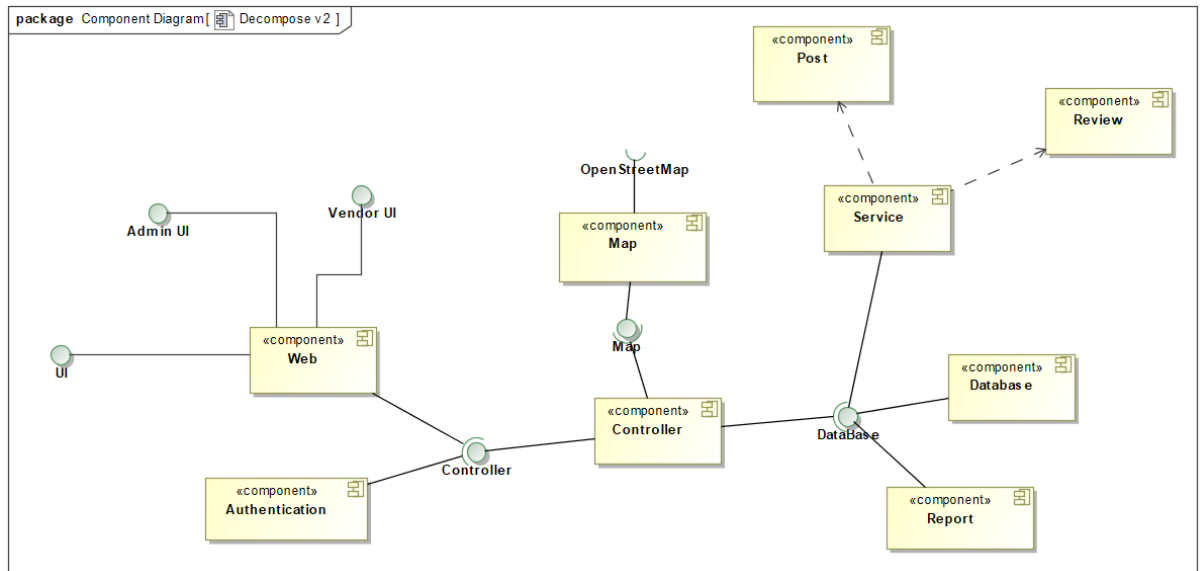 package Component Diagram[ Decompose v2 ]
«component»
Post
«component»
Review
OpenStreetMap
Vendor UI
Admin UI
«component»
Service
«component»
Map
«component»
Web
Map
UI
«component»
Database
«component»
Controller
DataBase
Controller
«component»
Authentication
«component»
Report